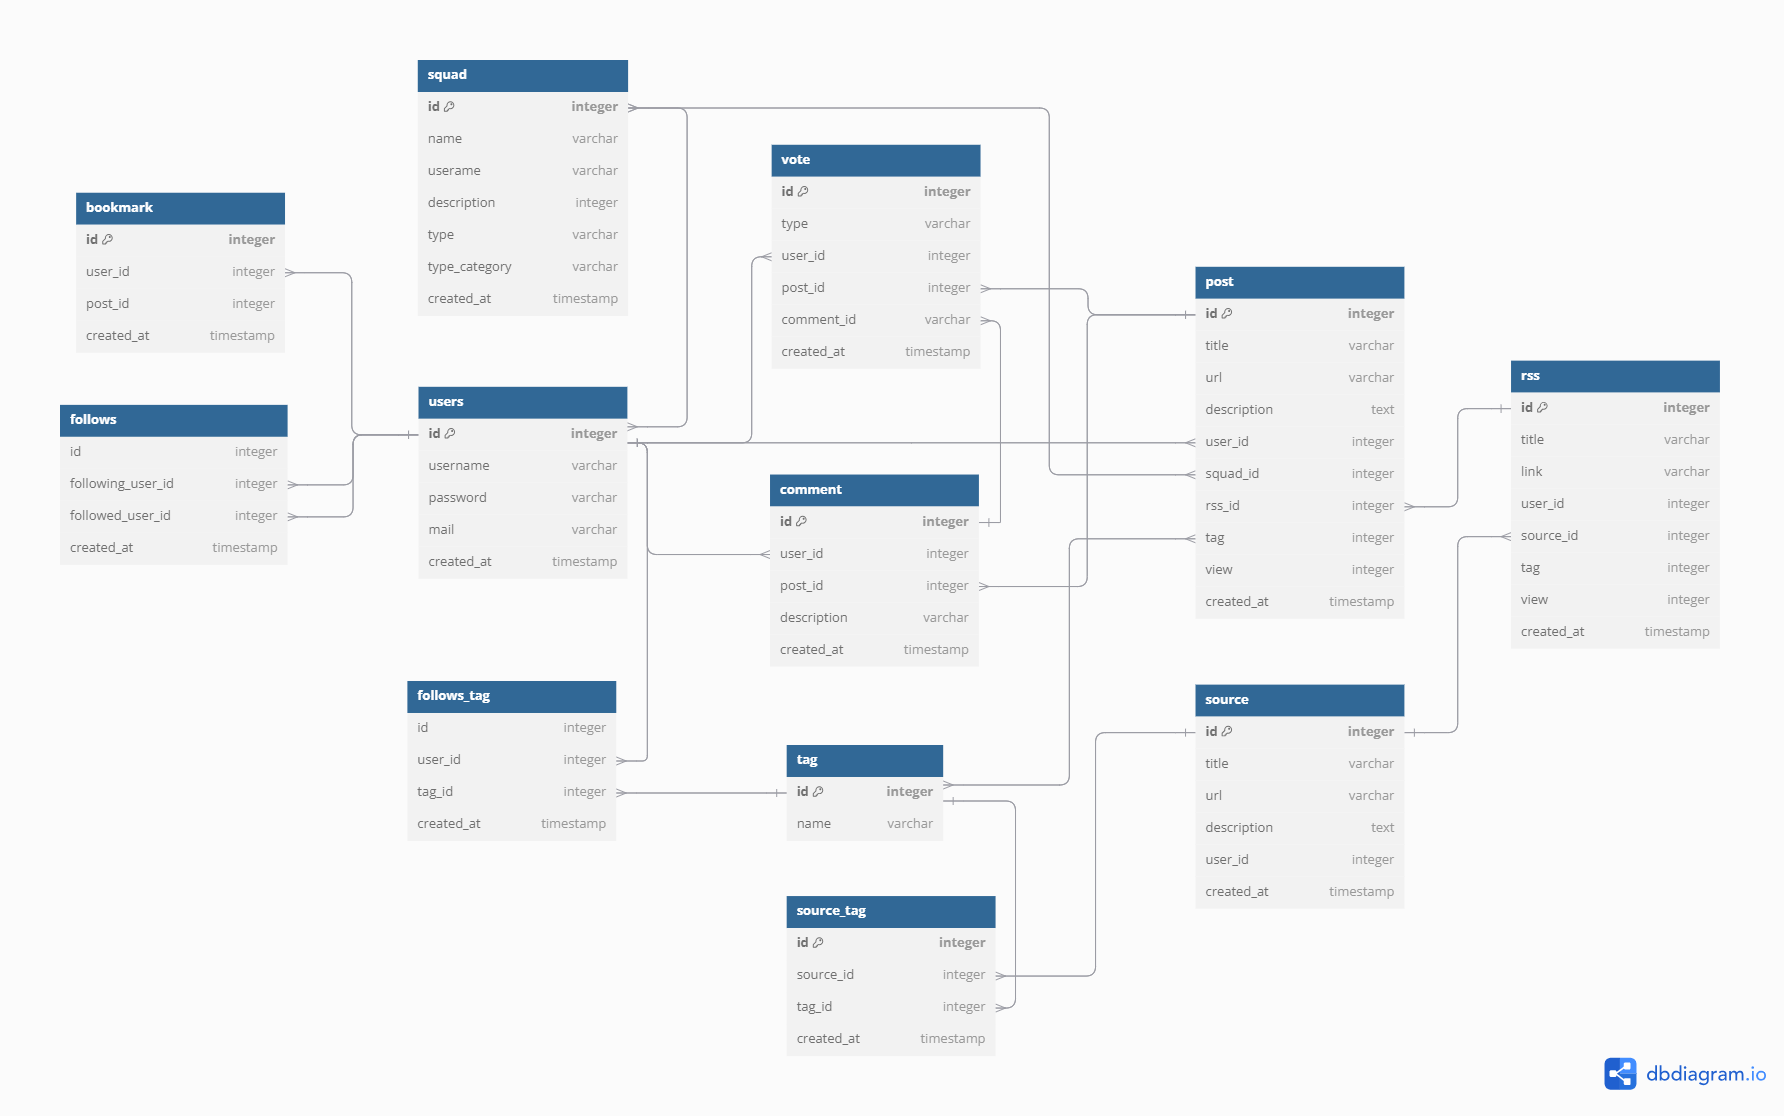 squad
id integer
name varchar
userame varchar
description integer
type varchar
type_category varchar
created_at timestamp
bookmark
id integer
user_id integer
post_id integer
created_at timestamp
follows
id integer
following_user_id integer
followed_user_id integer
created_at timestamp
users
id integer
username varchar
password varchar
mail varchar
created_at timestamp
vote
id integer
type varchar
user_id integer
post_id integer
comment_id varchar
created_at timestamp
comment
id integer
user_id integer
post_id integer
description varchar
created_at timestamp
post
id integer
title varchar
url varchar
description text
user_id integer
squad_id integer
rss_id integer
tag integer
view integer
created_at timestamp
rss
id integer
title varchar
link varchar
user_id integer
source_id integer
tag integer
view integer
created_at timestamp
follows_tag
id integer
user_id integer
tag_id integer
created_at timestamp
tag
id integer
name varchar
source
id integer
title varchar
url varchar
description text
user_id integer
created_at timestamp
source_tag
id integer
source_id integer
tag_id integer
created_at timestamp
dbdiagram.io